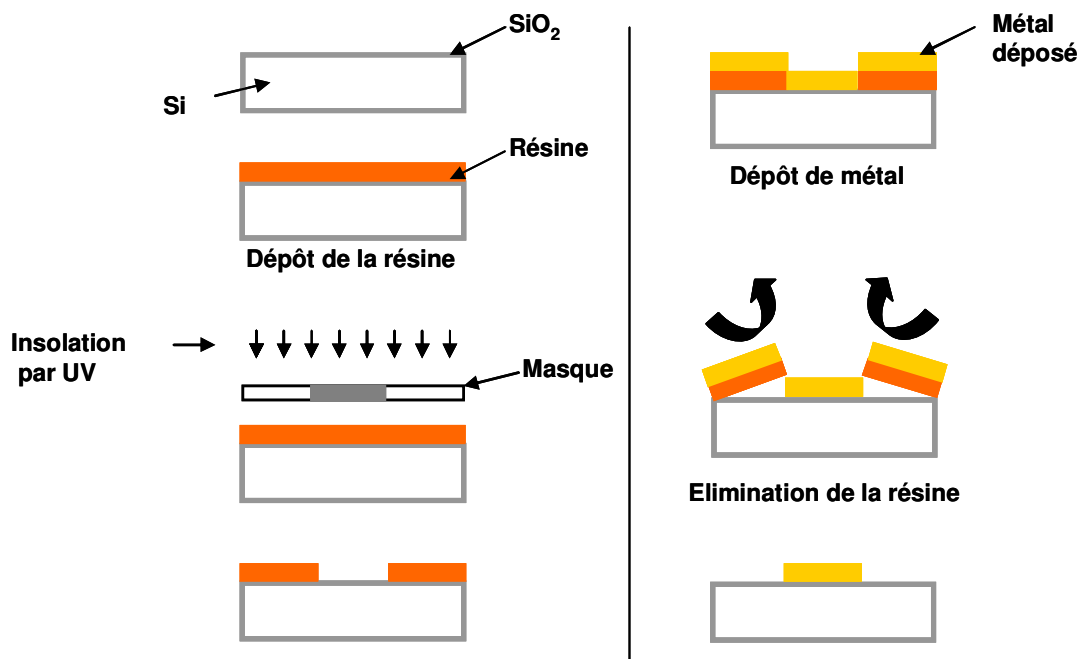 SiO₂
Si
Résine
Dépôt de la résine
Insolation
par UV
Masque
Métal
déposé
Dépôt de métal
Elimination de la résine